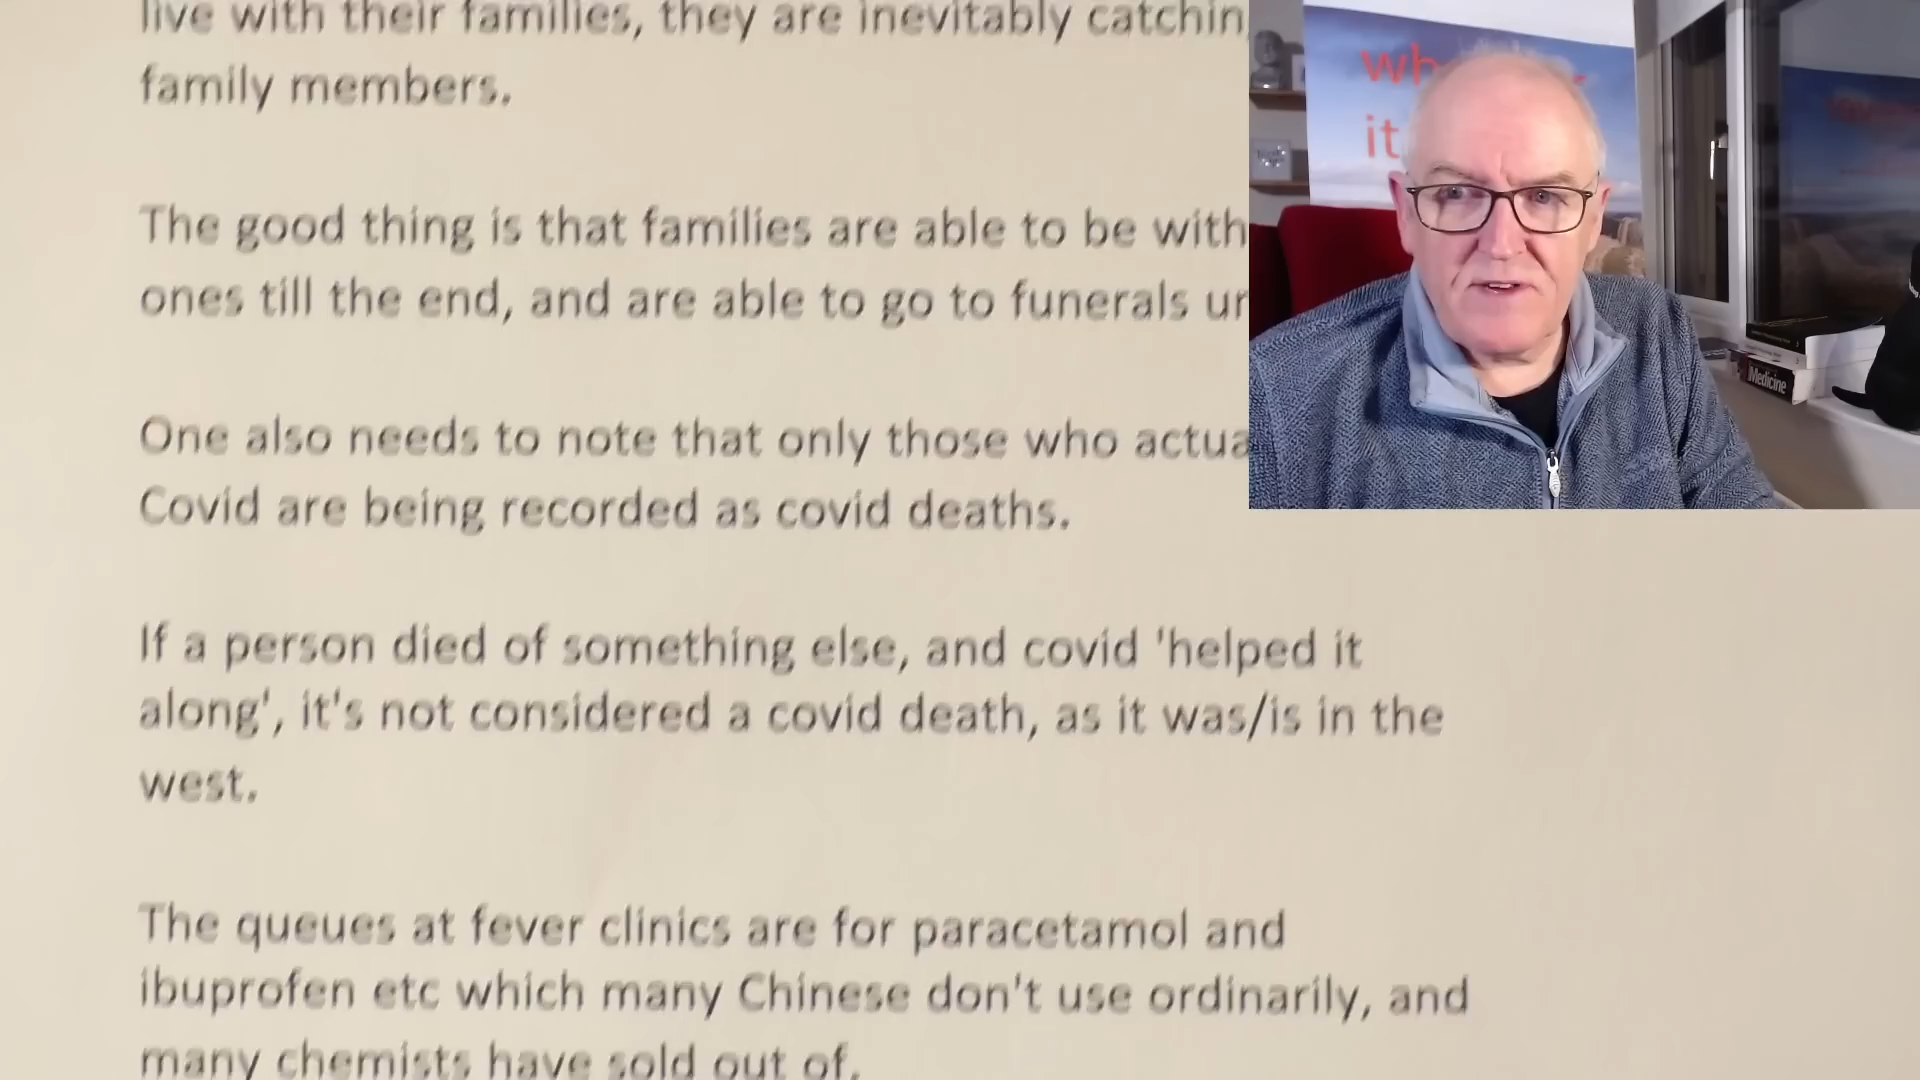 live with their families, they are inevitably
family members.
The good thing is that families are able to be with
ones till the end, and are able to go to funerals
One also needs to note that only those who
Covid are being recorded as covid deaths.
If a person died of something else, and covid 'helped it
along', it's not considered a covid death, as it was/is in the
west.
The queues at fever clinics are for paracetamol and
ibuprofen etc which many Chinese don't use ordinarily, and
many chemists have sold out of.
it
Medicine